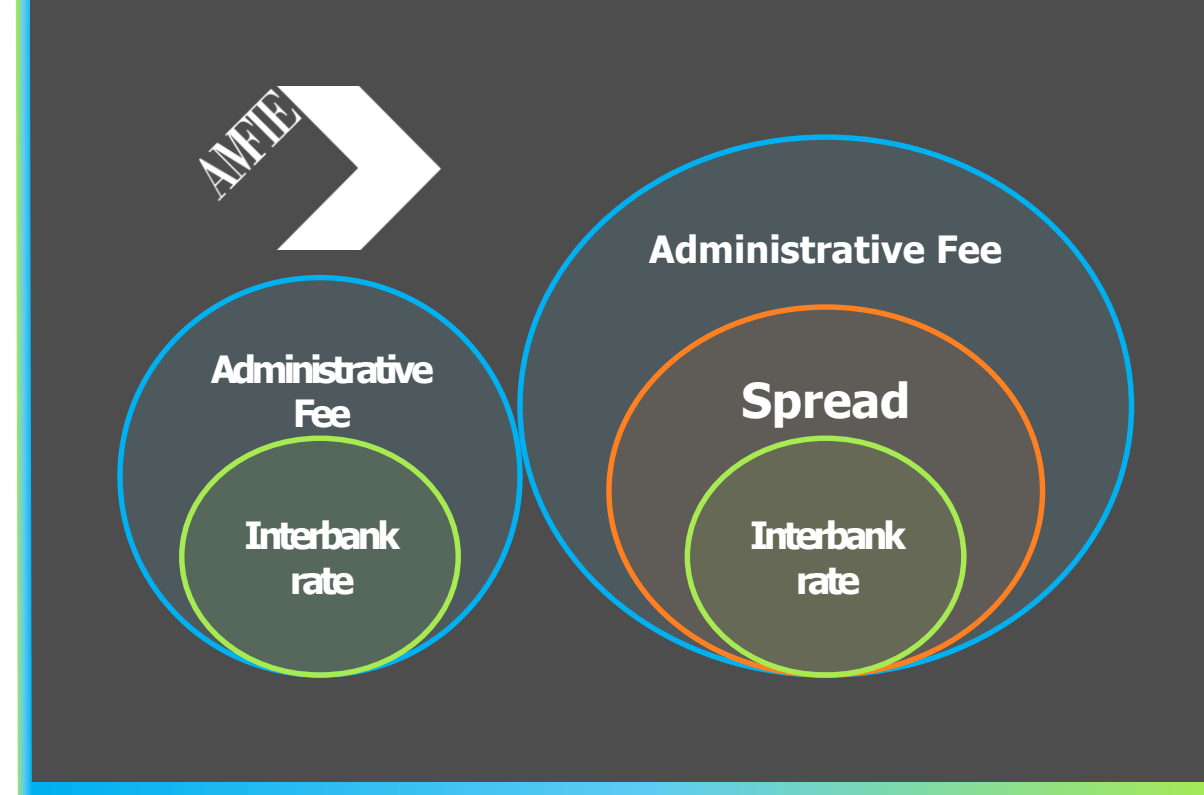 AMFIE
Administrative Fee
Administrative
Fee
Spread
Interbank
rate
Interbank
rate